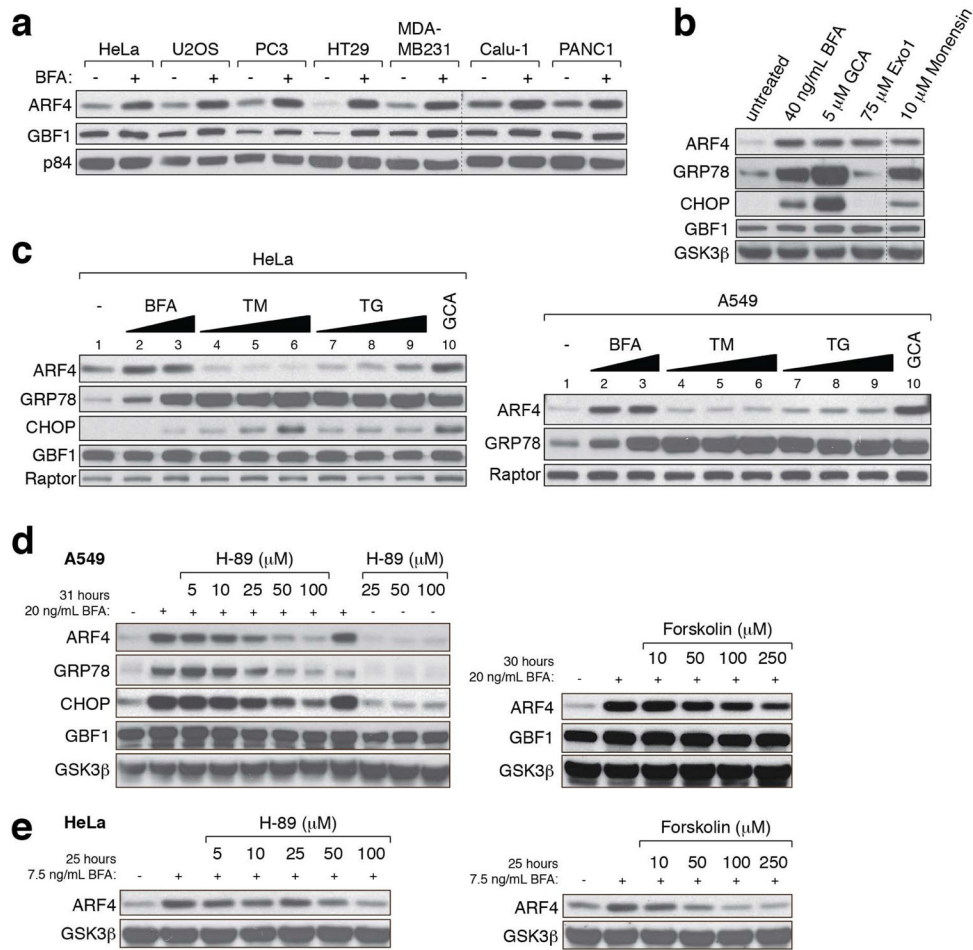 a
HeLa U2OS PC3 HT29 MDA-MB231 Calu-1 PANC1
BFA: - + - + - + - + - + - + - +
ARF4
GBF1
p84
b
untreated
40 ng/mL BFA
5 μM GCA
75 μM Exo1
10 μM Monensin
ARF4
GRP78
CHOP
GBF1
GSK3β
c
HeLa
- BFA TM TG GCA
1 2 3 4 5 6 7 8 9 10
ARF4
GRP78
CHOP
GBF1
Raptor
A549
- BFA TM TG GCA
1 2 3 4 5 6 7 8 9 10
ARF4
GRP78
Raptor
d
A549 H-89 (μM) H-89 (μM)
31 hours 5 10 25 50 100 25 50 100
20 ng/mL BFA: - + + + + + + + - - -
ARF4
GRP78
CHOP
GBF1
GSK3β
Forskolin (μM)
30 hours 10 50 100 250
20 ng/mL BFA: - + + + + +
ARF4
GBF1
GSK3β
e
HeLa H-89 (μM)
25 hours 5 10 25 50 100
7.5 ng/mL BFA: - + + + + + +
ARF4
GSK3β
Forskolin (μM)
25 hours 10 50 100 250
7.5 ng/mL BFA: - + + + + +
ARF4
GSK3β